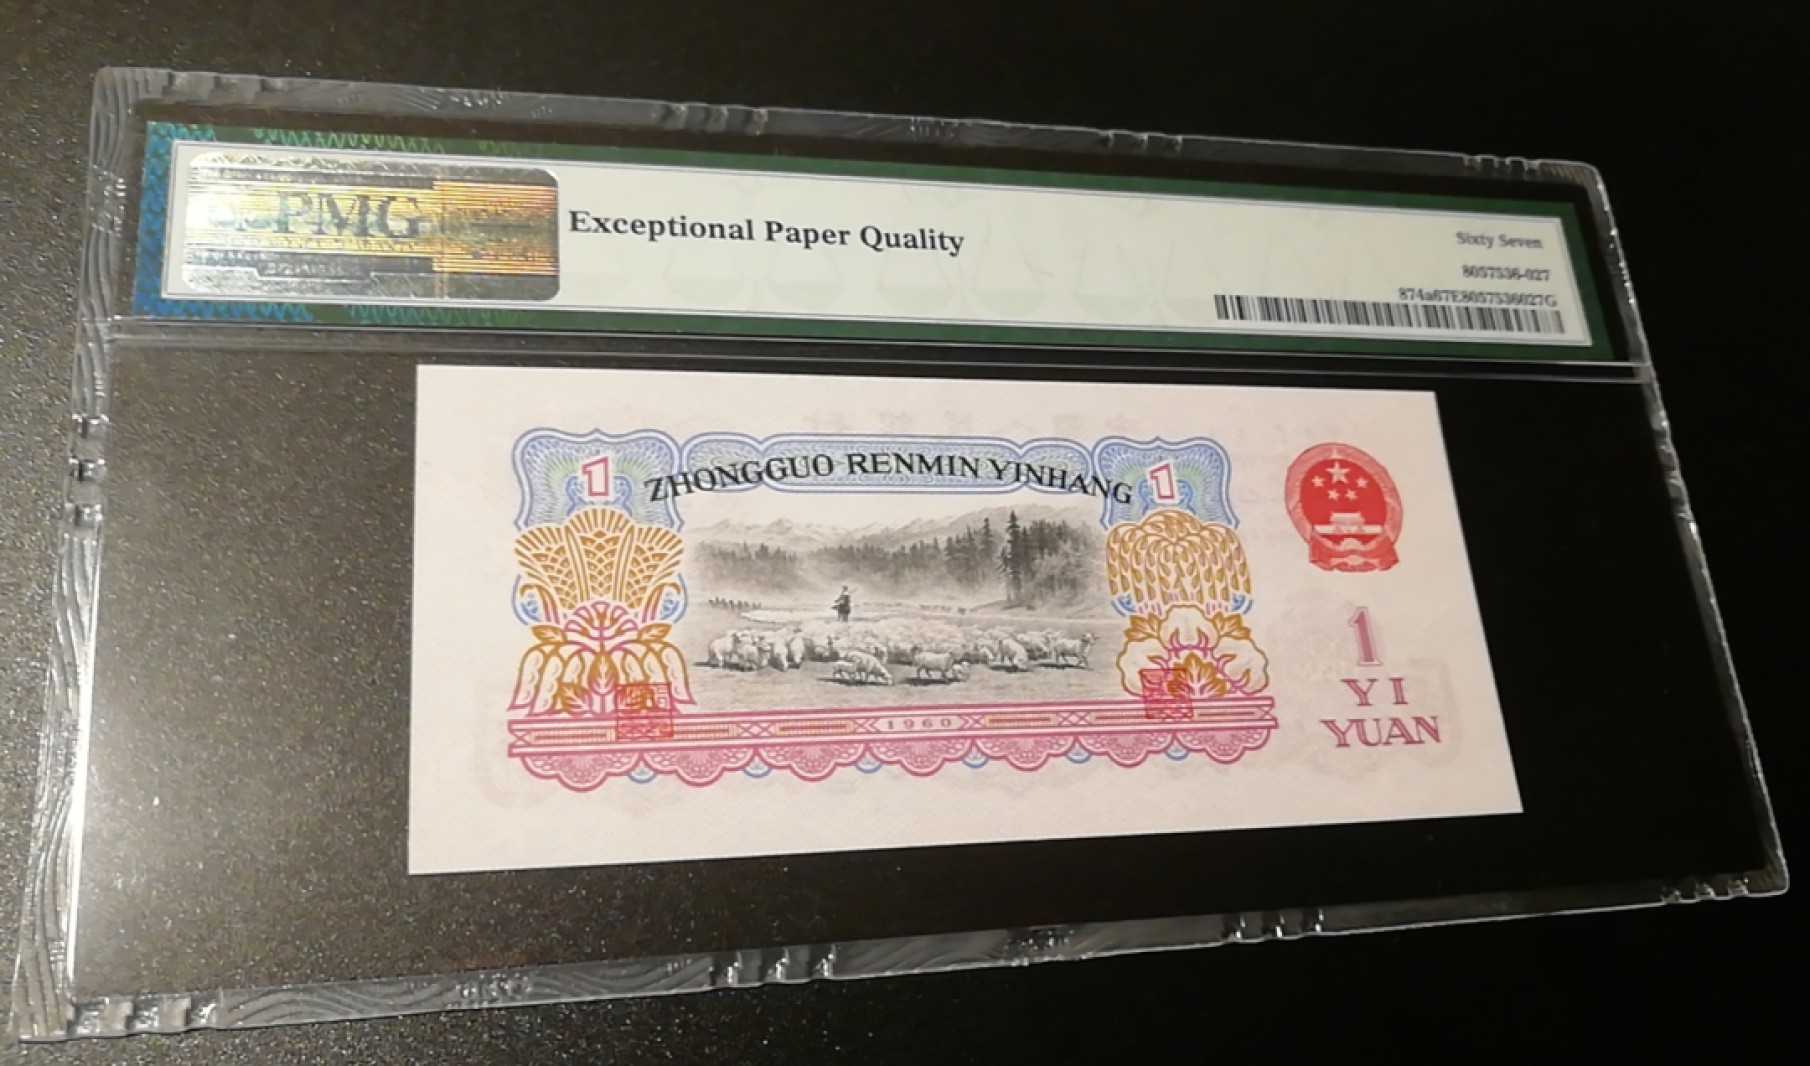 PMG
Exceptional Paper Quality
Sixty Seven
8057536-027
874a67E8057536027G
1 ZHONGGUO RENMIN YINHANG 1
1
YI
YUAN
1960